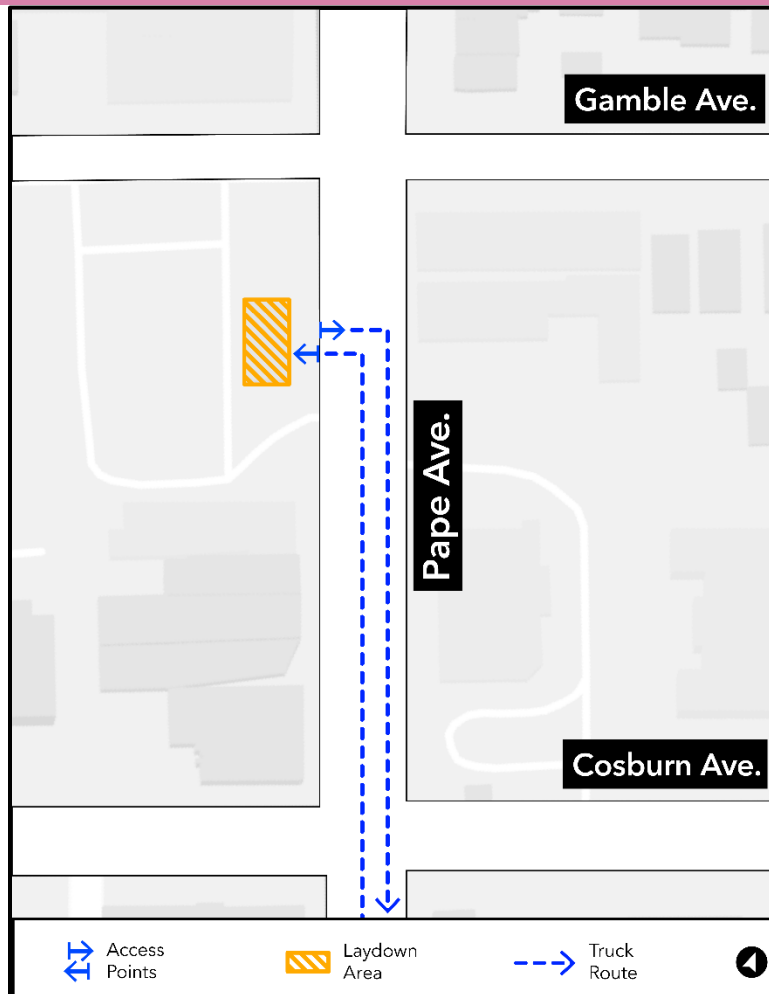 Gamble Ave.
Pape Ave.
Cosburn Ave.
Access
Points
Laydown
Area
Truck
Route